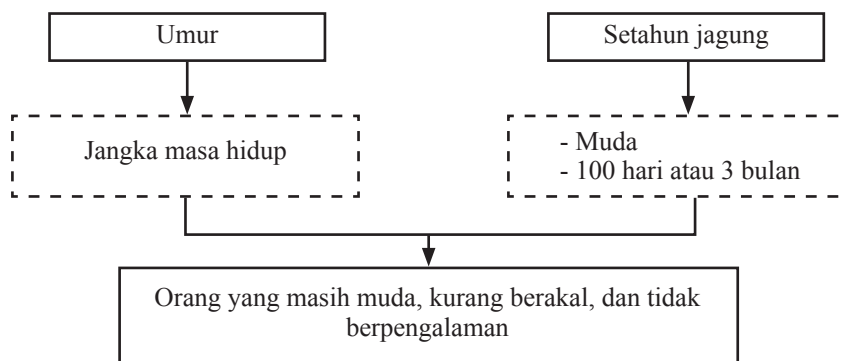 Umur
Setahun jagung
Jangka masa hidup
- Muda
- 100 hari atau 3 bulan
Orang yang masih muda, kurang berakal, dan tidak
berpengalaman